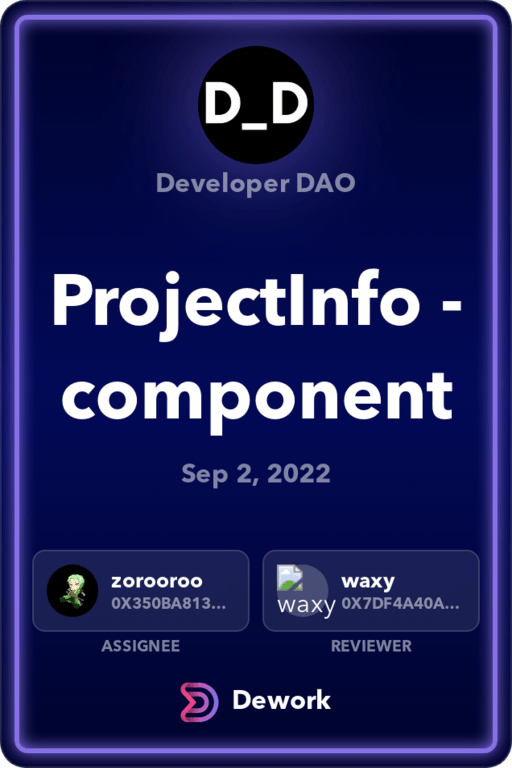 D_D
Developer DAO
ProjectInfo -
component
Sep 2, 2022
zorooroo
0X350BA813...
waxy
waxy
0X7DF4A40A...
ASSIGNEE
REVIEWER
Dework